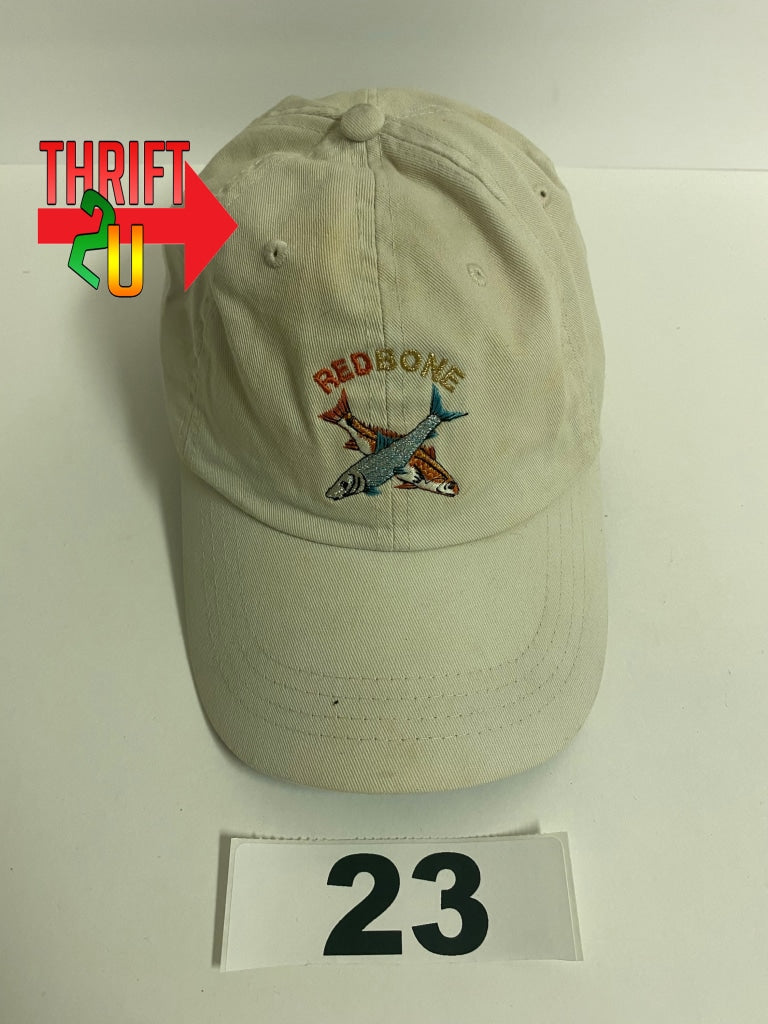 THRIFT
2U
REDBONE
23